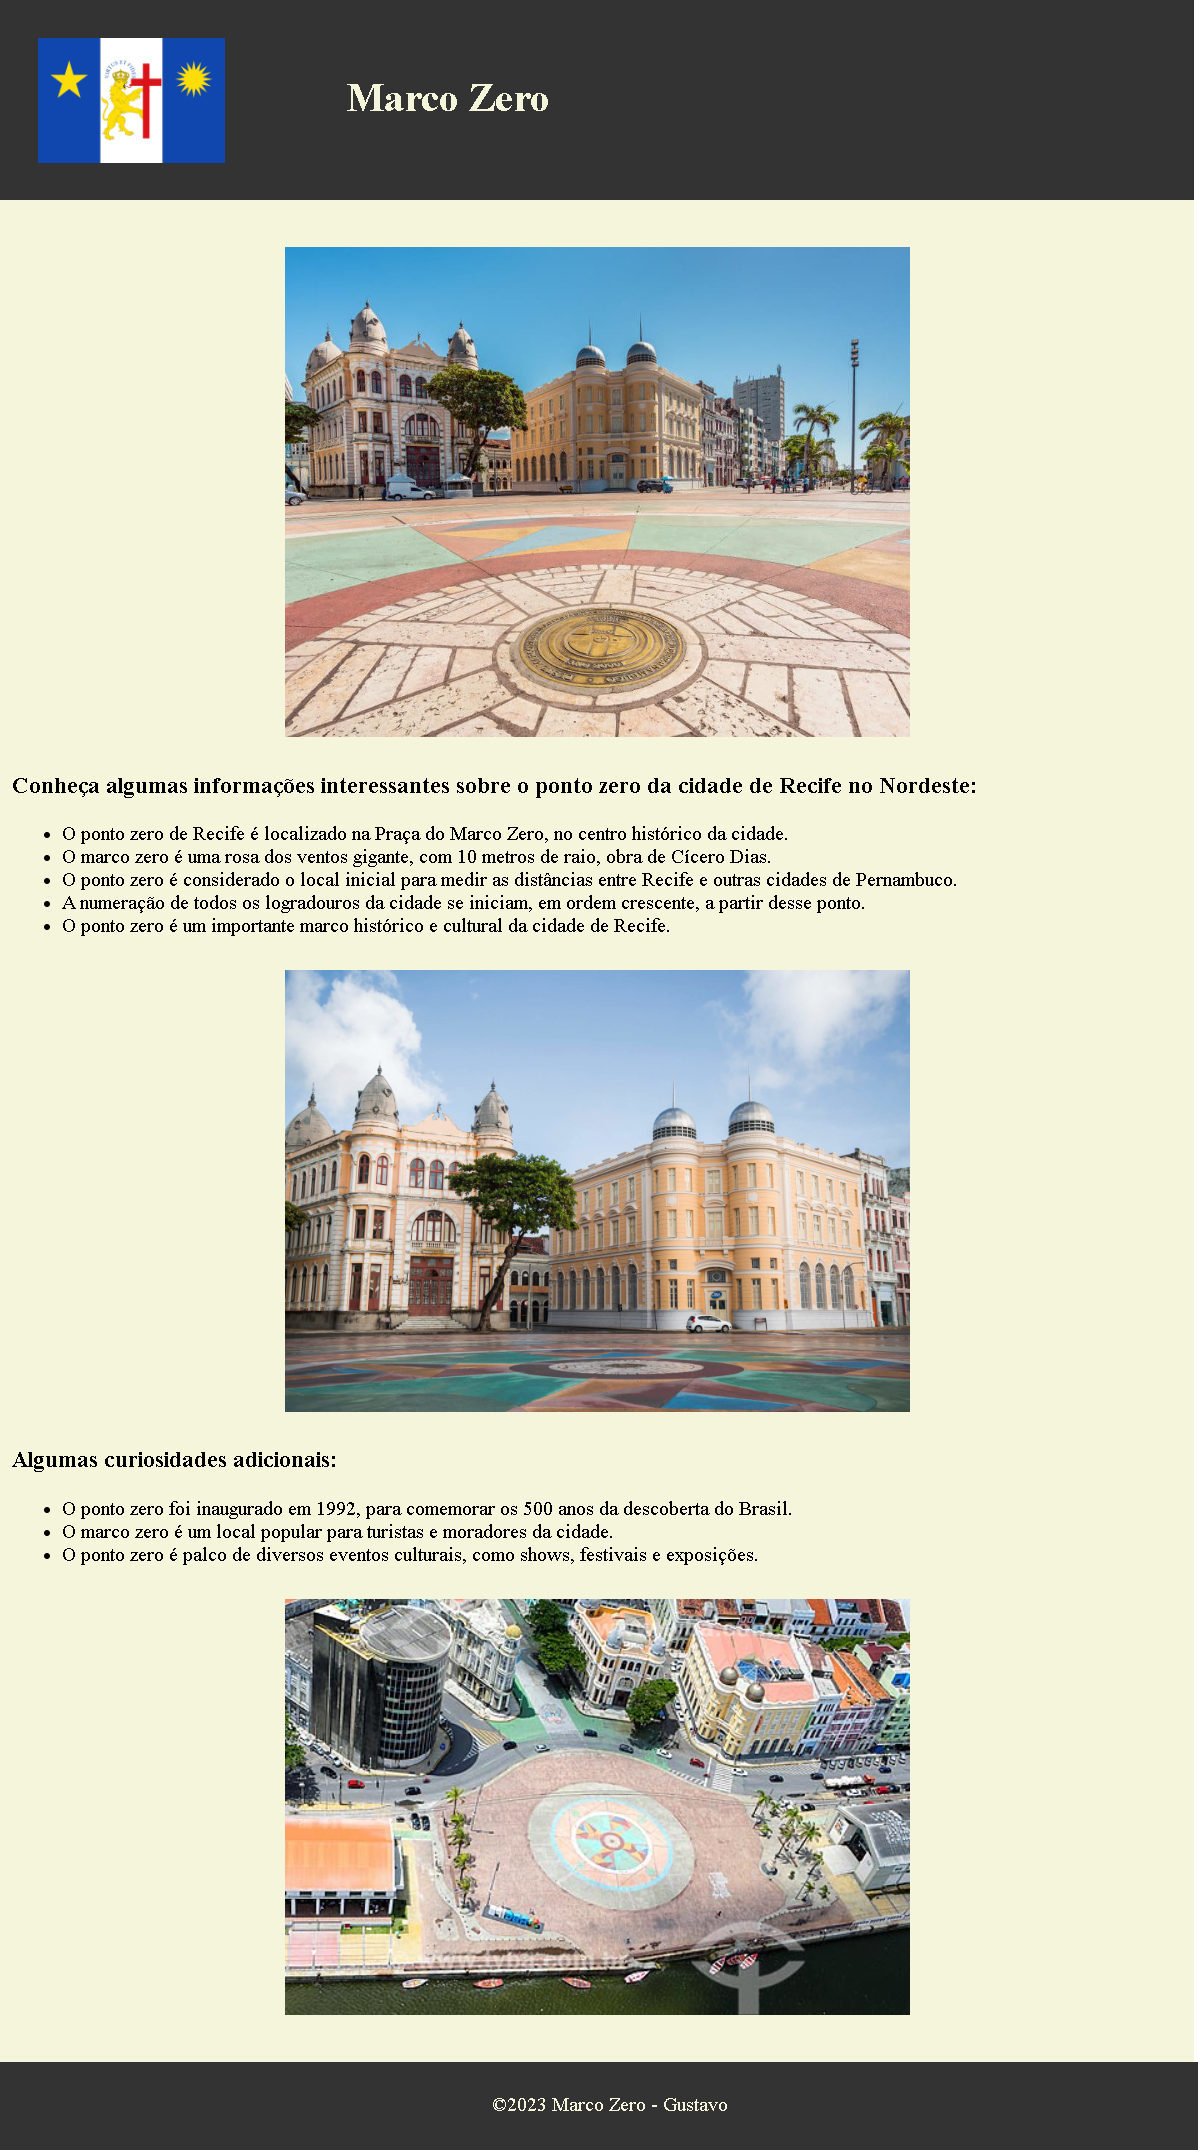 Marco Zero
Conheça algumas informações interessantes sobre o ponto zero da cidade de Recife no Nordeste:
• O ponto zero de Recife é localizado na Praça do Marco Zero, no centro histórico da cidade.
• O marco zero é uma rosa dos ventos gigante, com 10 metros de raio, obra de Cícero Dias.
• O ponto zero é considerado o local inicial para medir as distâncias entre Recife e outras cidades de Pernambuco.
• A numeração de todos os logradouros da cidade se iniciam, em ordem crescente, a partir desse ponto.
• O ponto zero é um importante marco histórico e cultural da cidade de Recife.
Algumas curiosidades adicionais:
• O ponto zero foi inaugurado em 1992, para comemorar os 500 anos da descoberta do Brasil.
• O marco zero é um local popular para turistas e moradores da cidade.
• O ponto zero é palco de diversos eventos culturais, como shows, festivais e exposições.
©2023 Marco Zero - Gustavo